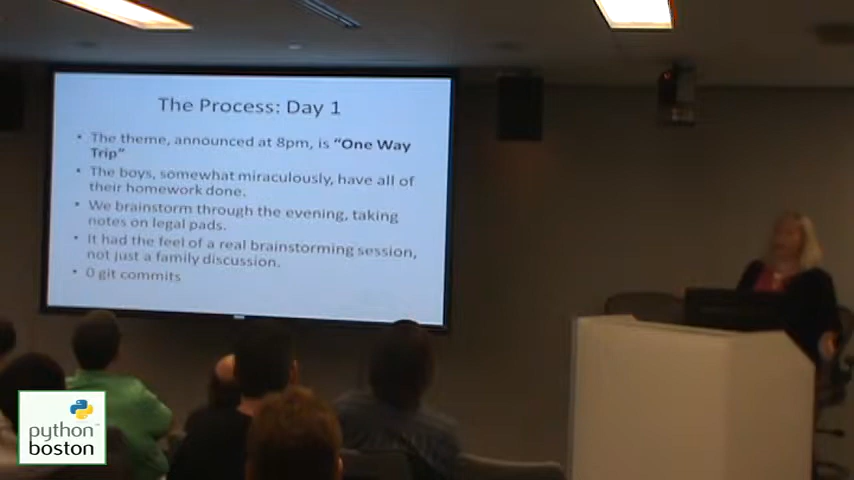 The Process: Day 1
• The theme, announced at 8pm, is "One Way
Trip"
• The boys, somewhat miraculously, have all of
their homework done.
• We brainstorm through the evening, taking
notes on legal pads.
• It had the feel of a real brainstorming session,
not just a family discussion.
• 0 git commits
python™
boston